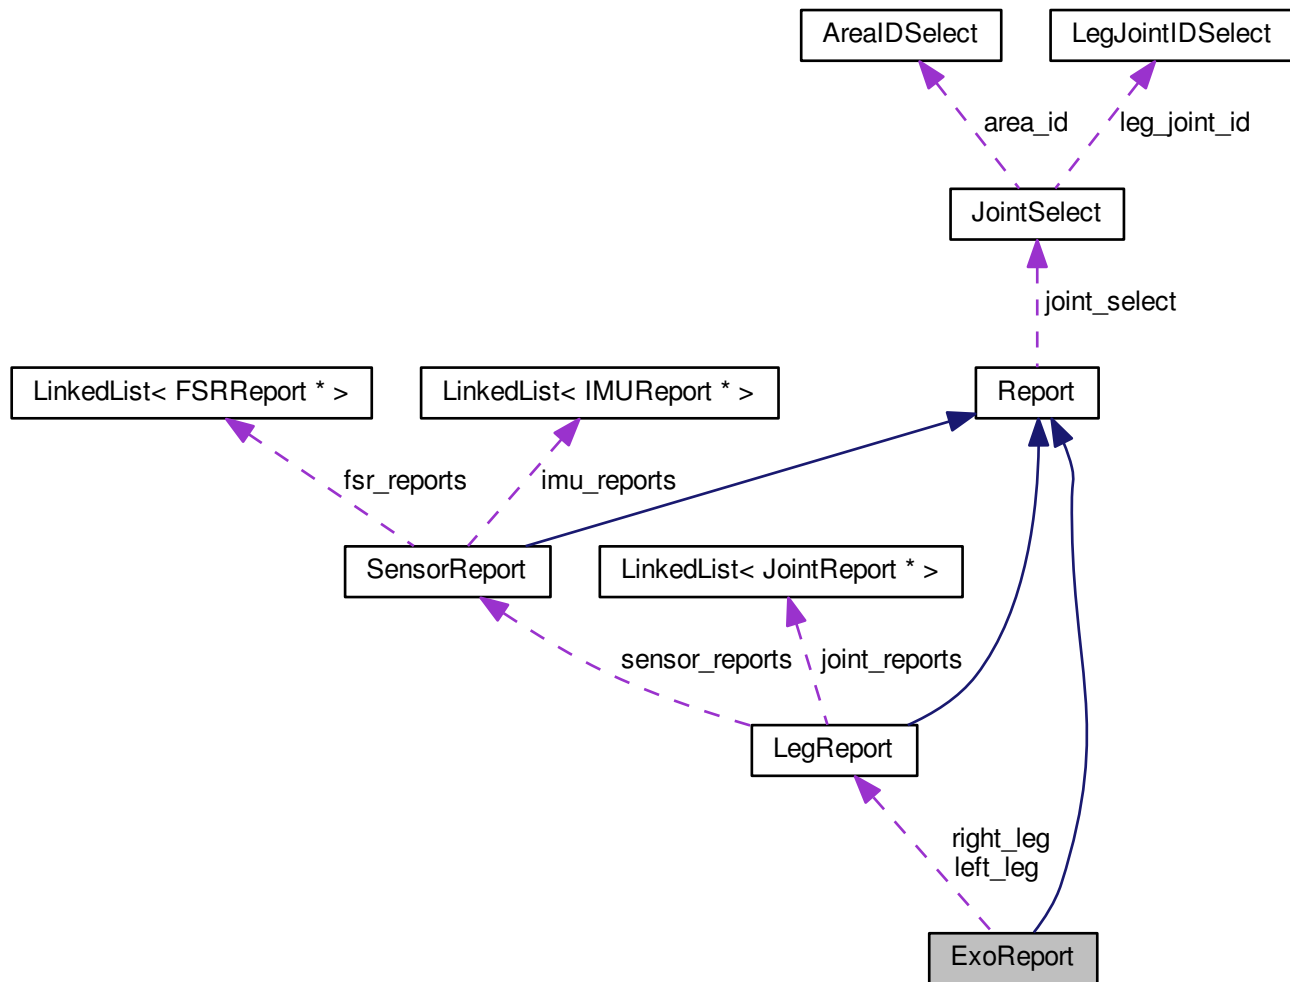 AreaIDSelect
LegJointIDSelect
area_id
leg_joint_id
JointSelect
joint_select
LinkedList< FSRReport * >
LinkedList< IMUReport * >
Report
fsr_reports
imu_reports
SensorReport
LinkedList< JointReport * >
sensor_reports
joint_reports
LegReport
right_leg
left_leg
ExoReport